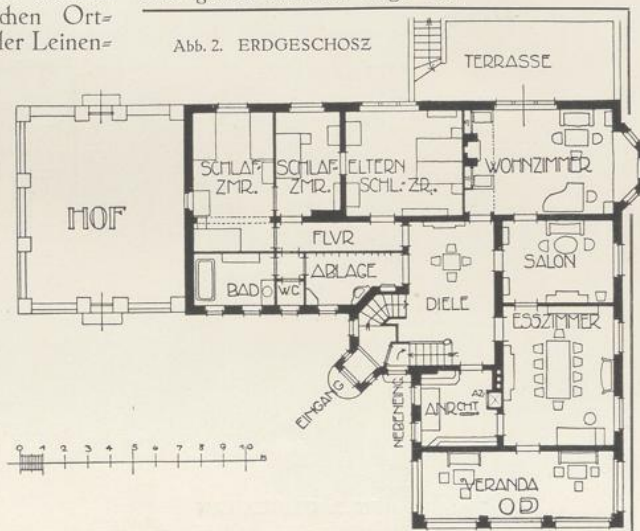 chen Ort=
ler Leinen=
Abb. 2. ERDGESCHOSZ
TERRASSE
SCHLAF-
ZMR.
SCHLAF-
ZMR.
ELTERN
SCHL.-ZR.
WOHNZIMMER
HOF
FLVR
SALON
BAD
WC
ABLAGE
DIELE
ESSZIMMER
EINGANG
NEBENEING.
ANRCHT
AZ.
0 1 2 3 4 5 6 7 8 9 10 M
VERANDA